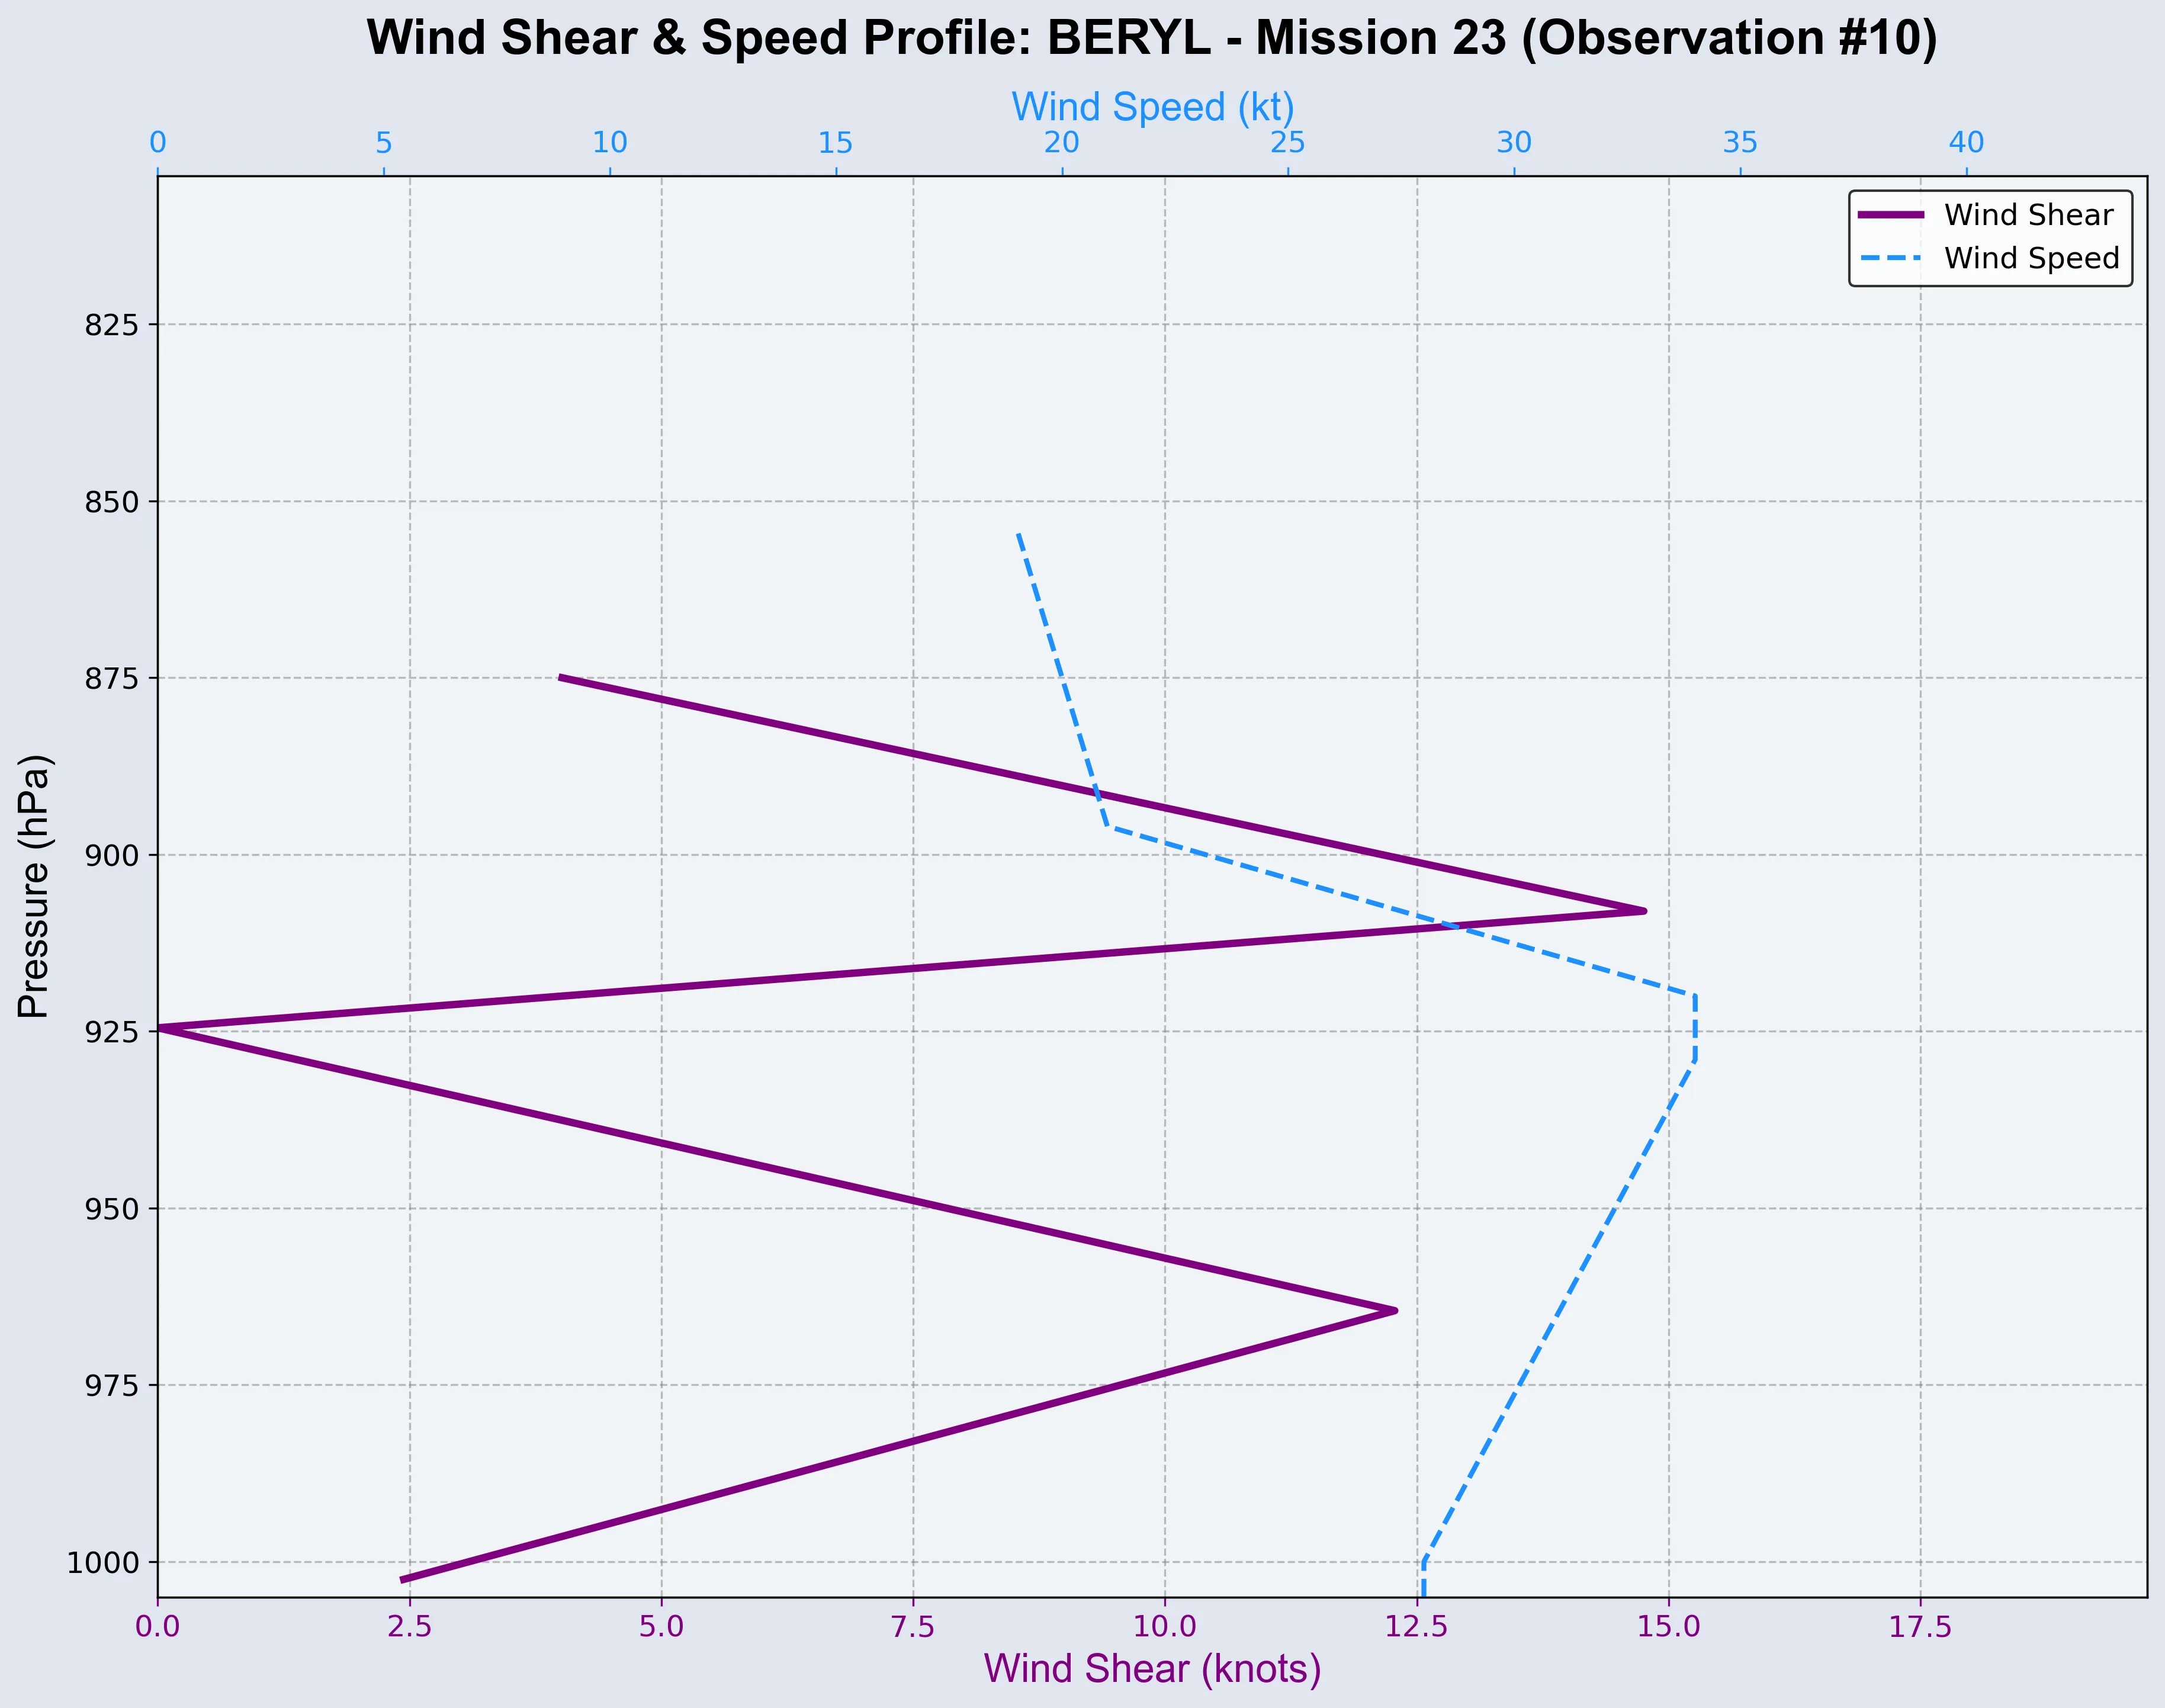 Wind Shear & Speed Profile: BERYL - Mission 23 (Observation #10)
Wind Speed (kt)
0 5 10 15 20 25 30 35 40
Wind Shear
Wind Speed
825
850
875
900
925
950
975
1000
Pressure (hPa)
0.0 2.5 5.0 7.5 10.0 12.5 15.0 17.5
Wind Shear (knots)